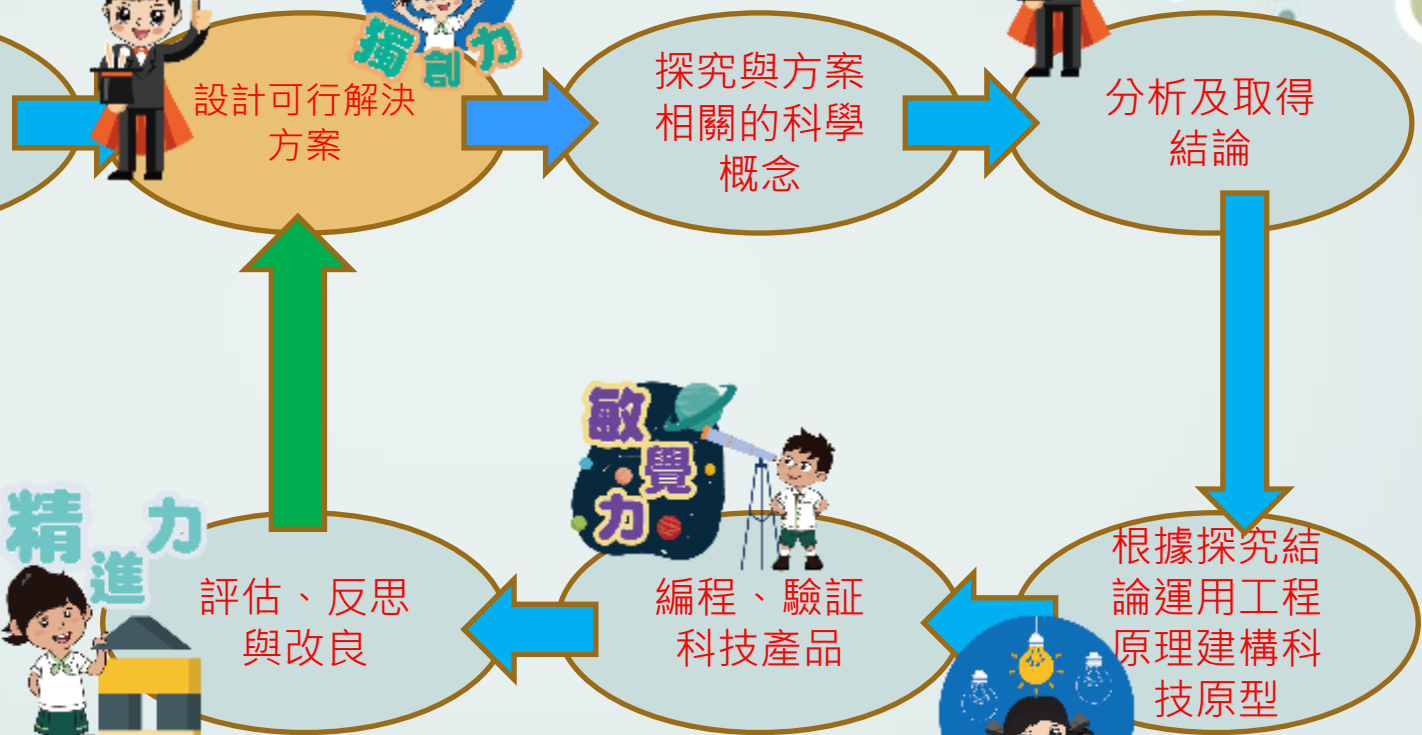 獨創力
設計可行解決
方案
探究與方案
相關的科學
概念
分析及取得
結論
敏覺力
精進力
評估、反思
與改良
編程、驗証
科技產品
根據探究結
論運用工程
原理建構科
技原型